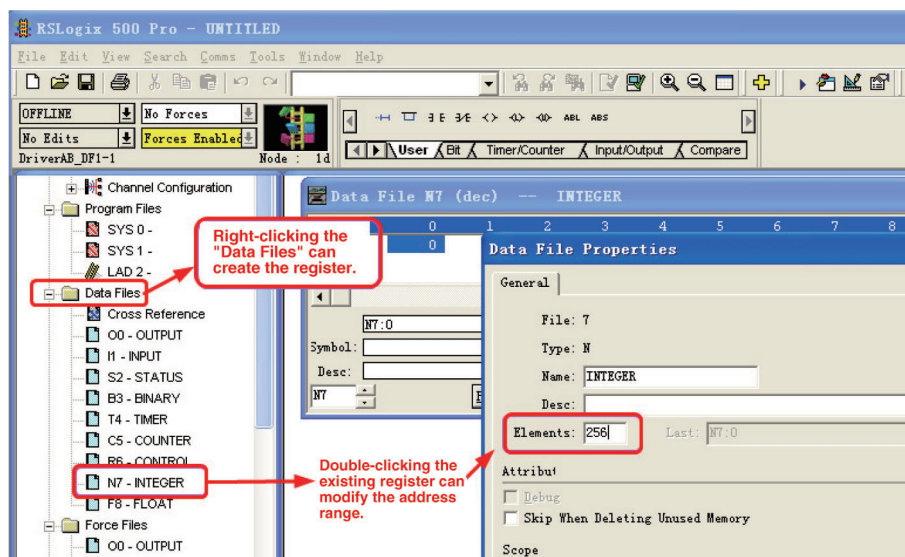 RSLogix 500 Pro - UNTITLED
File Edit View Search Comms Tools Window Help
OFFLINE No Forces
No Edits Forces Enabled
DriverAB_DF1-1 Node : 1d
ABL ABS
User Bit Timer/Counter Input/Output Compare
Channel Configuration
Program Files
SYS 0 -
SYS 1 -
LAD 2 -
Data Files
Cross Reference
O0 - OUTPUT
I1 - INPUT
S2 - STATUS
B3 - BINARY
T4 - TIMER
C5 - COUNTER
R6 - CONTROL
N7 - INTEGER
F8 - FLOAT
Force Files
O0 - OUTPUT
Right-clicking the
"Data Files" can
create the register.
Double-clicking the
existing register can
modify the address
range.
Data File N7 (dec) -- INTEGER
0 1 2 3 4 5 6 7 8
0
N7:0
Symbol:
Desc:
N7
Data File Properties
General
File: 7
Type: N
Name: INTEGER
Desc:
Elements: 256 Last: N7:0
Attribut
Debug
Skip When Deleting Unused Memory
Scope